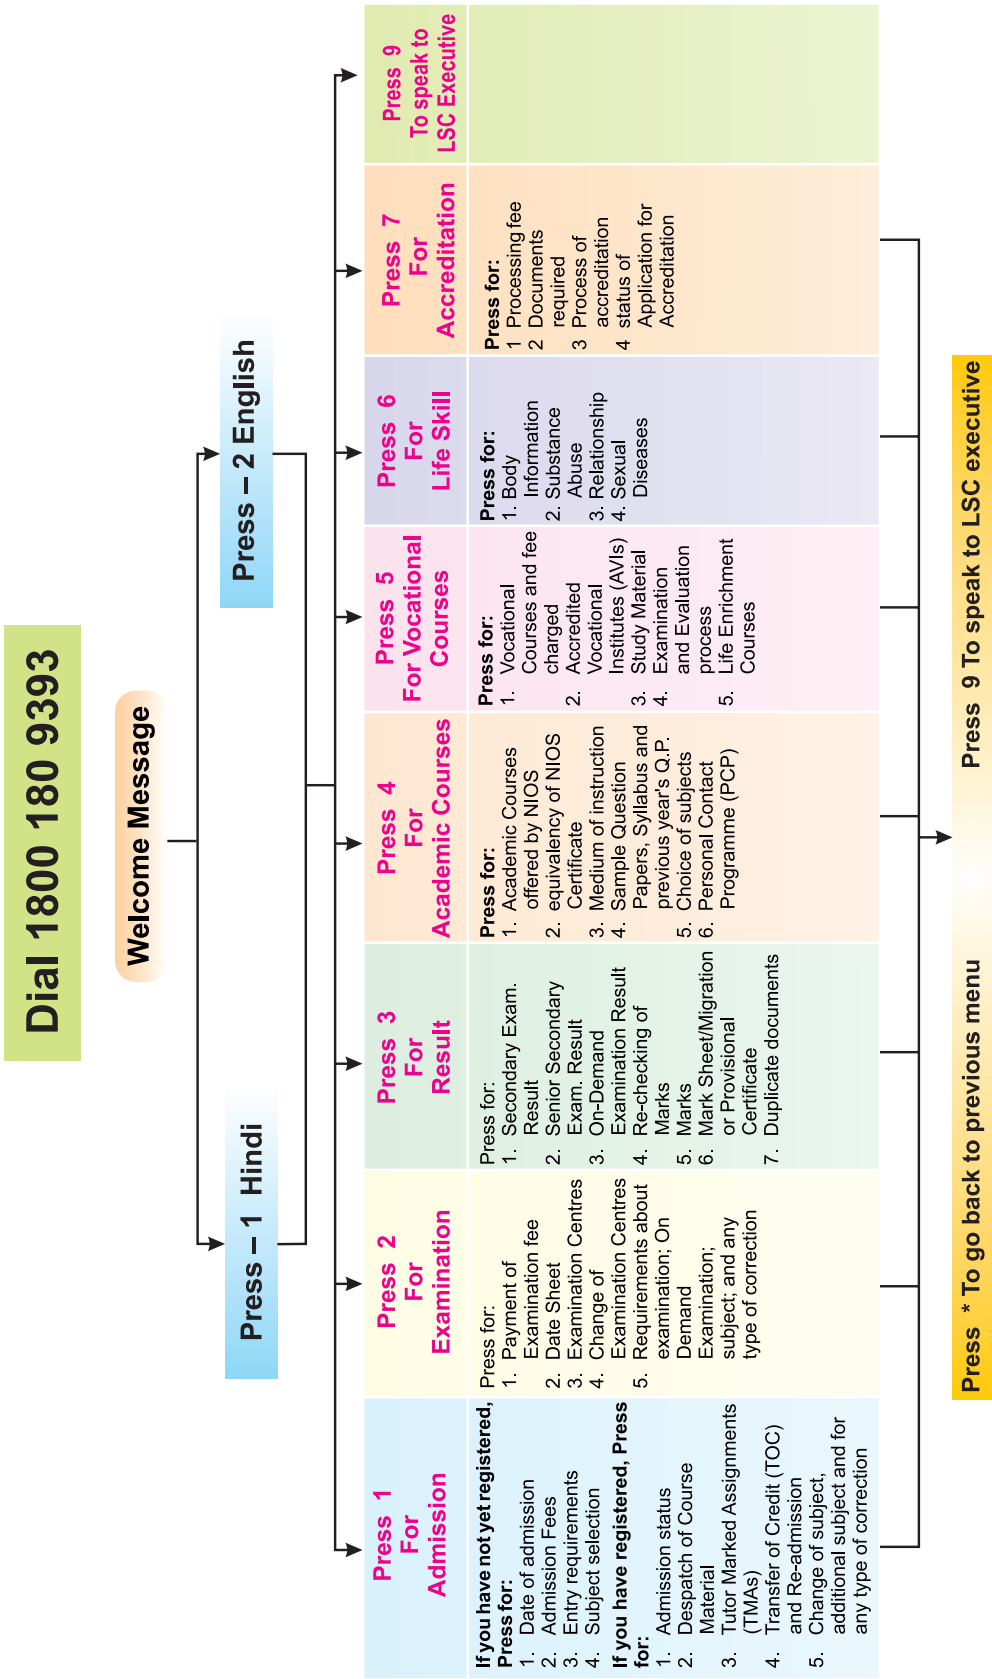 Dial 1800 180 9393
Welcome Message
Press – 1 Hindi
Press – 2 English
Press 1
For
Admission
If you have not yet registered,
Press for:
1. Date of admission
2. Admission Fees
3. Entry requirements
4. Subject selection
If you have registered, Press
for:
1. Admission status
2. Despatch of Course
Material
3. Tutor Marked Assignments
(TMAs)
4. Transfer of Credit (TOC)
and Re-admission
5. Change of subject,
additional subject and for
any type of correction
Press 2
For
Examination
Press for:
1. Payment of
Examination fee
2. Date Sheet
3. Examination Centres
4. Change of
Examination Centres
5. Requirements about
examination; On
Demand
Examination;
subject; and any
type of correction
Press 3
For
Result
Press for:
1. Secondary Exam.
Result
2. Senior Secondary
Exam. Result
3. On-Demand
Examination Result
4. Re-checking of
Marks
5. Marks
6. Mark Sheet/Migration
or Provisional
Certificate
7. Duplicate documents
Press 4
For
Academic Courses
Press for:
1. Academic Courses
offered by NIOS
2. equivalency of NIOS
Certificate
3. Medium of instruction
4. Sample Question
Papers, Syllabus and
previous year's Q.P.
5. Choice of subjects
6. Personal Contact
Programme (PCP)
Press 5
For Vocational
Courses
Press for:
1. Vocational
Courses and fee
charged
2. Accredited
Vocational
Institutes (AVIs)
3. Study Material
4. Examination
and Evaluation
process
5. Life Enrichment
Courses
Press 6
For
Life Skill
Press for:
1. Body
Information
2. Substance
Abuse
3. Relationship
4. Sexual
Diseases
Press 7
For
Accreditation
Press for:
1 Processing fee
2 Documents
required
3 Process of
accreditation
4 status of
Application for
Accreditation
Press 9
To speak to
LSC Executive
Press * To go back to previous menu Press 9 To speak to LSC executive